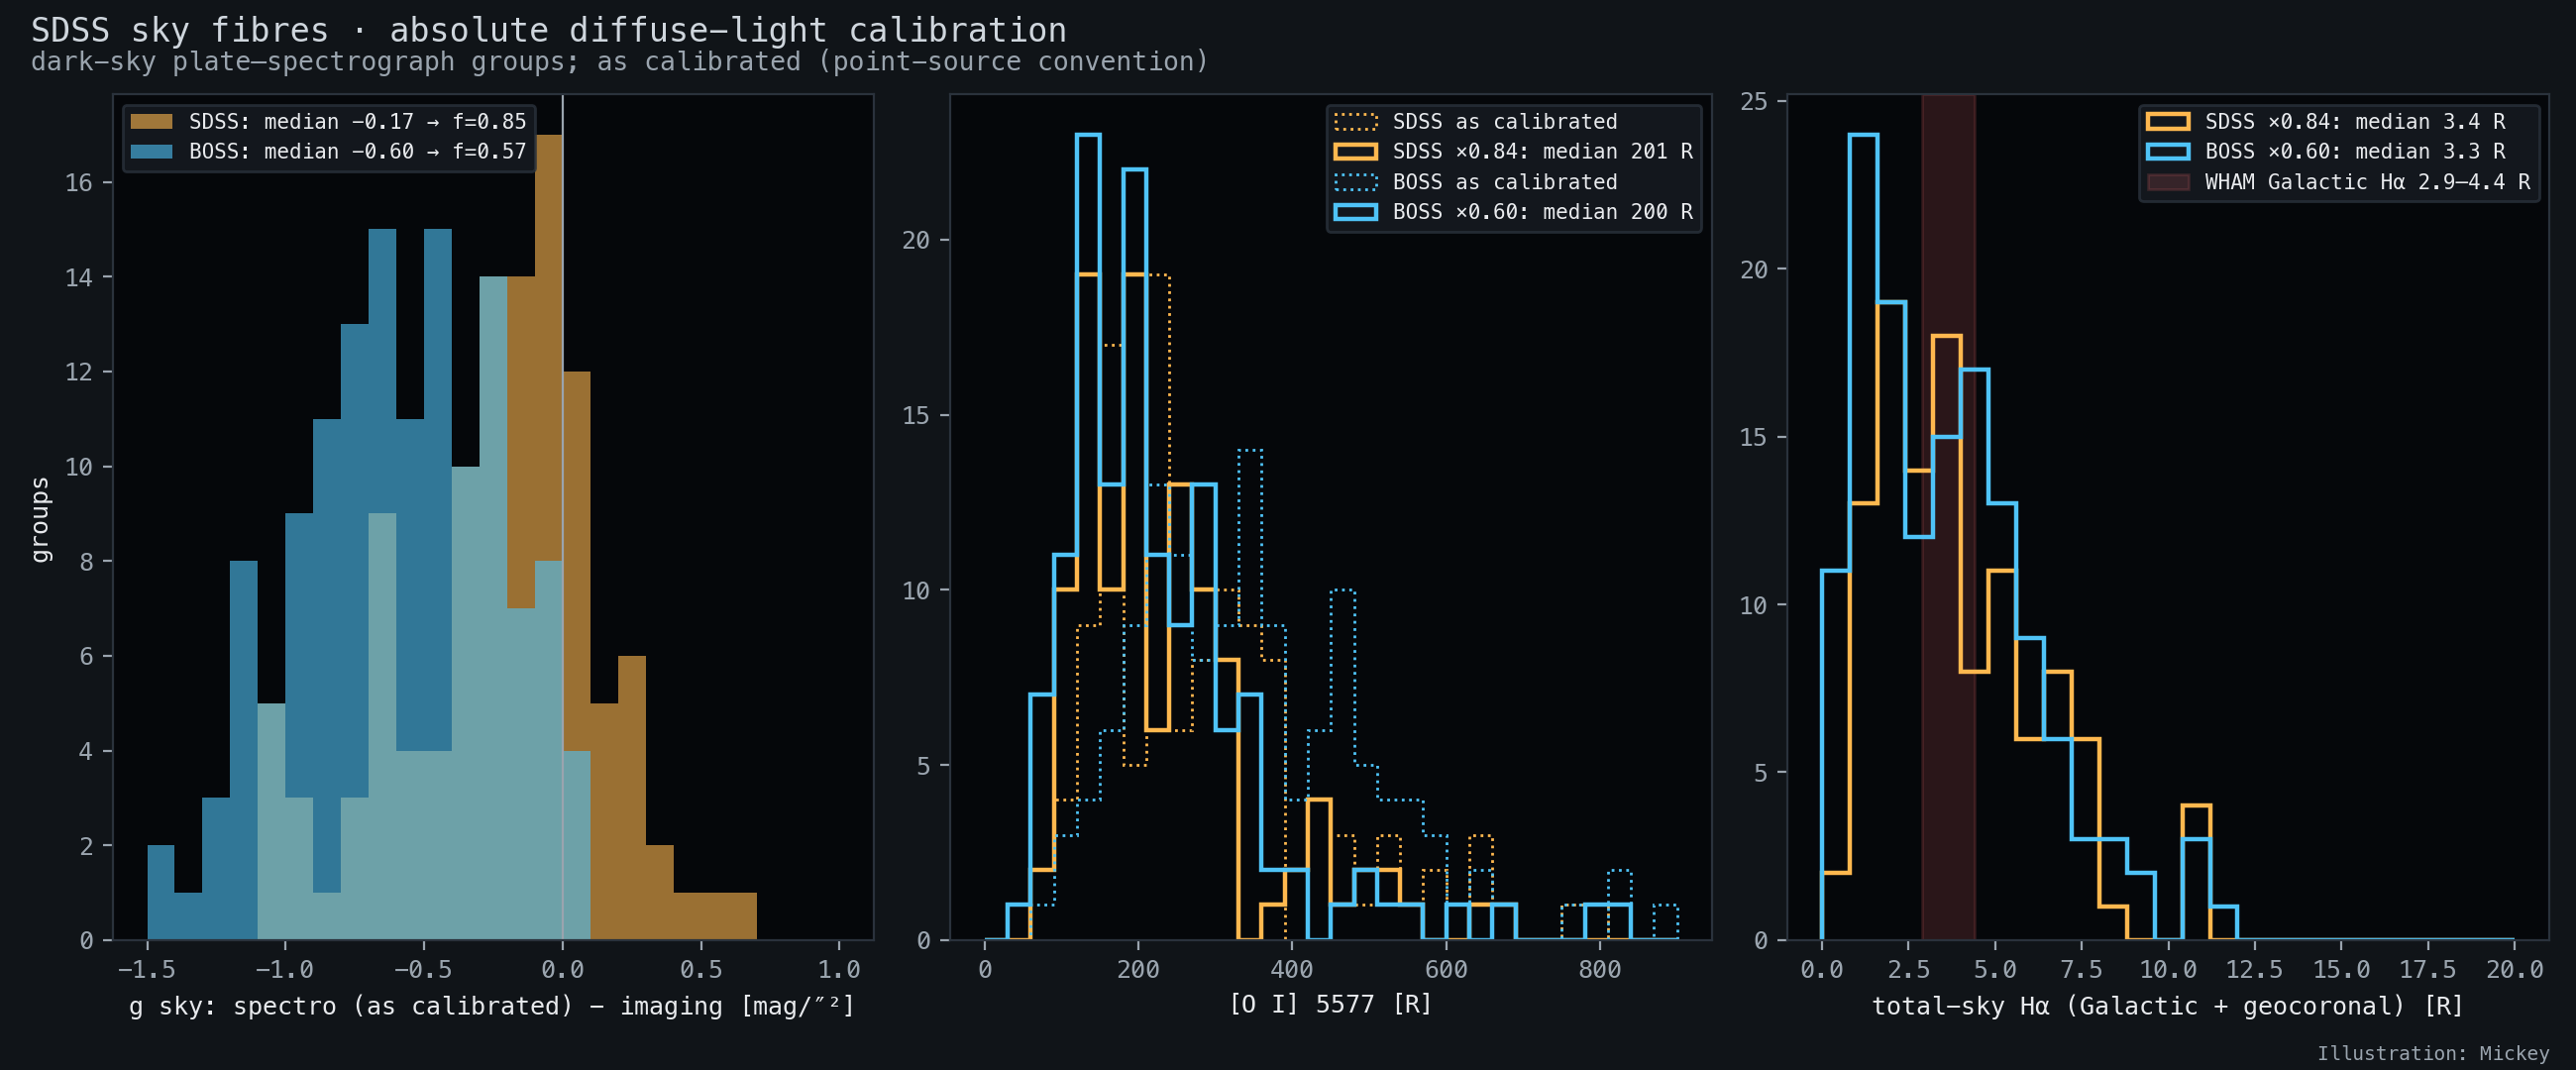 SDSS sky fibres · absolute diffuse−light calibration
dark−sky plate–spectrograph groups; as calibrated (point−source convention)
SDSS: median −0.17 → f=0.85
BOSS: median −0.60 → f=0.57
groups
16
14
12
10
8
6
4
2
0
−1.5
−1.0
−0.5
0.0
0.5
1.0
g sky: spectro (as calibrated) − imaging [mag/″²]
SDSS as calibrated
SDSS ×0.84: median 201 R
BOSS as calibrated
BOSS ×0.60: median 200 R
20
15
10
5
0
0
200
400
600
800
[O I] 5577 [R]
SDSS ×0.84: median 3.4 R
BOSS ×0.60: median 3.3 R
WHAM Galactic Hα 2.9–4.4 R
25
20
15
10
5
0
0.0
2.5
5.0
7.5
10.0
12.5
15.0
17.5
20.0
total−sky Hα (Galactic + geocoronal) [R]
Illustration: Mickey